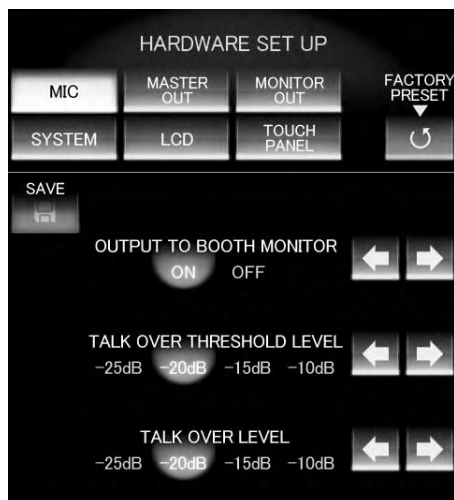 HARDWARE SET UP
MIC
MASTER
OUT
MONITOR
OUT
FACTORY
PRESET
SYSTEM
LCD
TOUCH
PANEL
SAVE
OUTPUT TO BOOTH MONITOR
ON OFF
TALK OVER THRESHOLD LEVEL
-25dB -20dB -15dB -10dB
TALK OVER LEVEL
-25dB -20dB -15dB -10dB